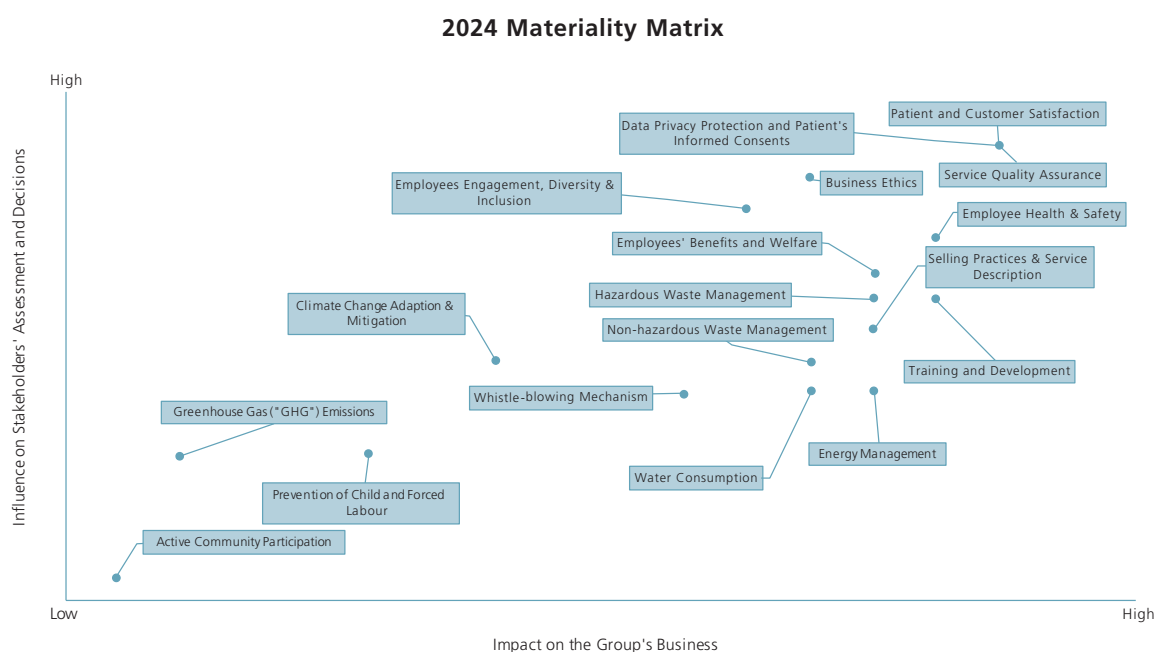 2024 Materiality Matrix
High
Influence on Stakeholders' Assessment and Decisions
Patient and Customer Satisfaction
Data Privacy Protection and Patient's
Informed Consents
Service Quality Assurance
Business Ethics
Employees Engagement, Diversity &
Inclusion
Employee Health & Safety
Employees' Benefits and Welfare
Selling Practices & Service
Description
Hazardous Waste Management
Climate Change Adaption &
Mitigation
Non-hazardous Waste Management
Training and Development
Whistle-blowing Mechanism
Greenhouse Gas ("GHG") Emissions
Energy Management
Water Consumption
Prevention of Child and Forced
Labour
Active Community Participation
Low
High
Impact on the Group's Business